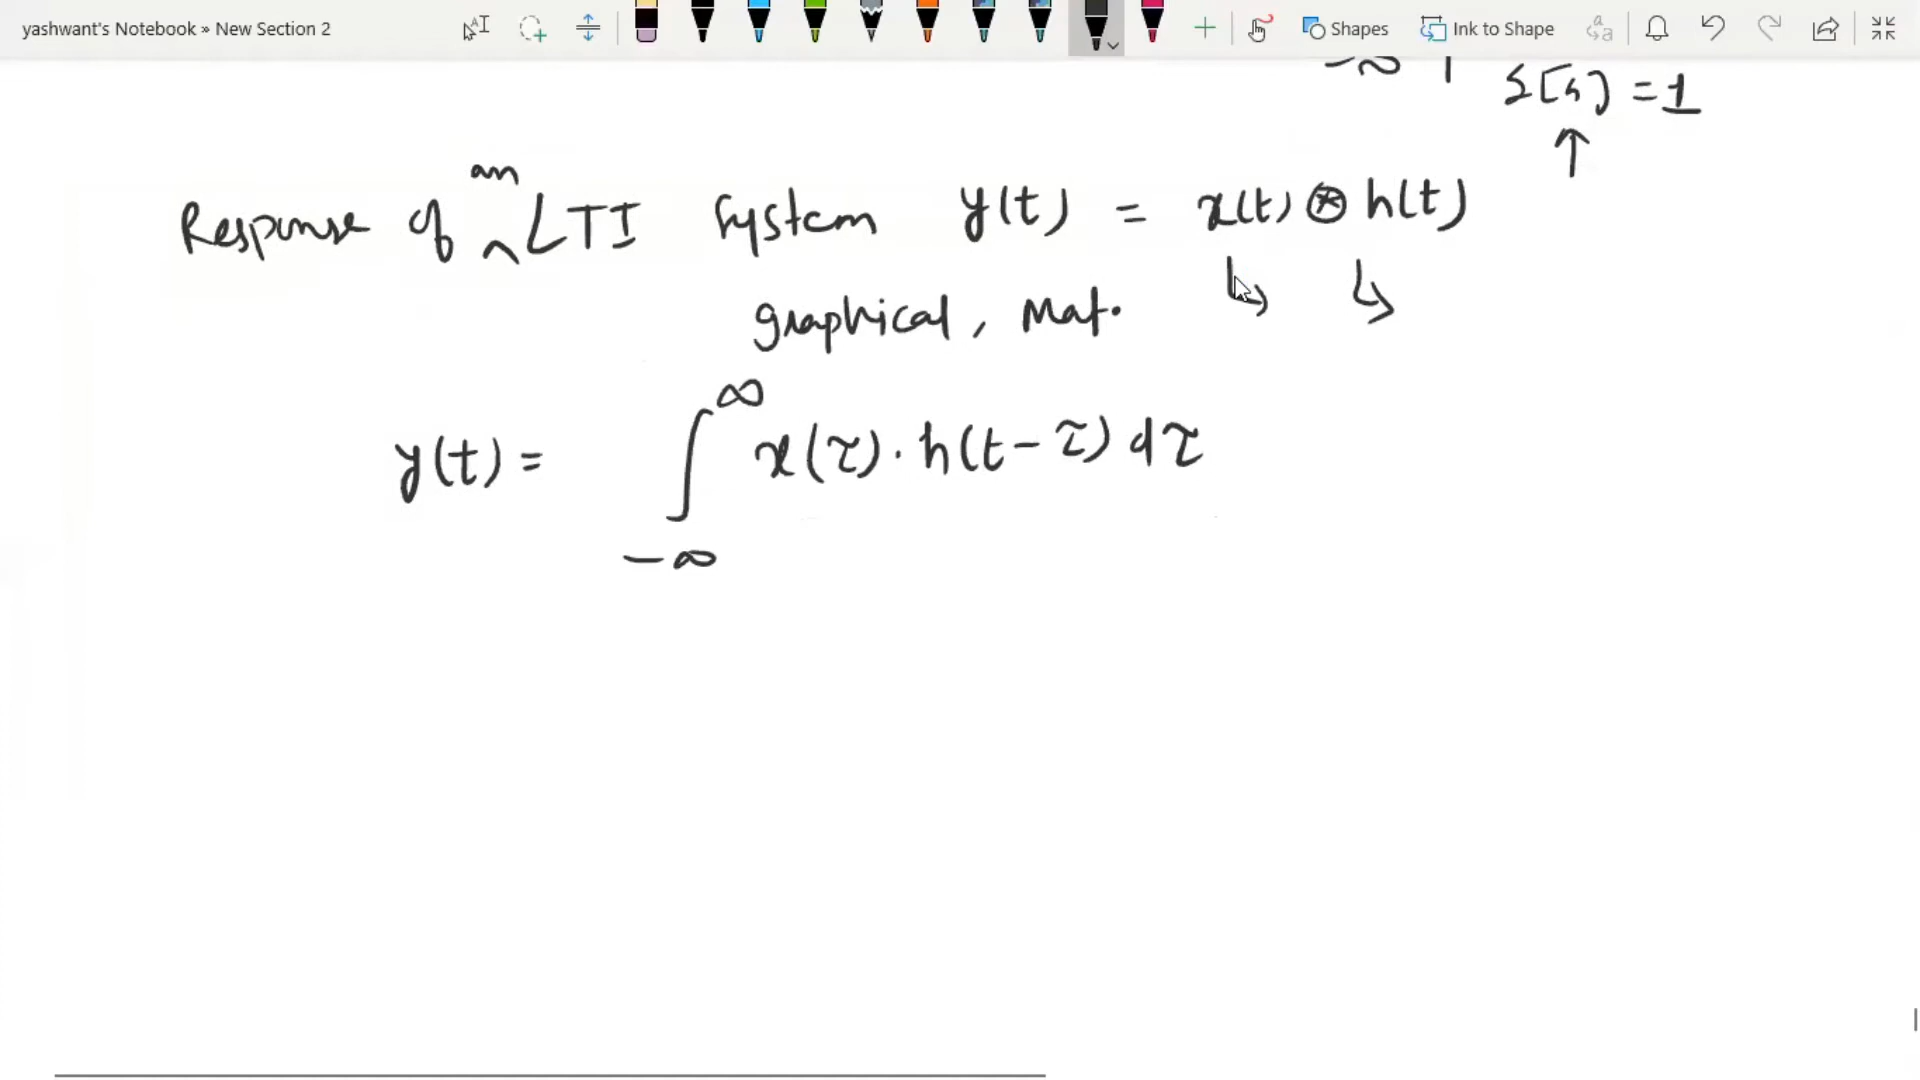 yashwant's Notebook » New Section 2
Shapes
Ink to Shape
-∞
[n] = 1
Response of an LTI System y(t) = x(t) ⊛ h(t)
graphical, Mat.
y(t) = ∫_{-∞}^{∞} x(τ) · h(t-τ) dτ